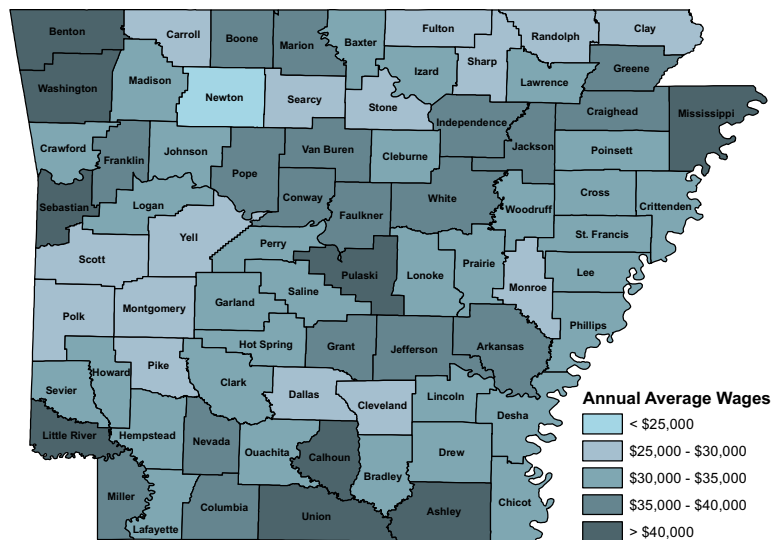 Benton
Carroll
Boone
Marion
Baxter
Fulton
Randolph
Clay
Sharp
Izard
Lawrence
Greene
Washington
Madison
Newton
Searcy
Stone
Independence
Craighead
Mississippi
Crawford
Franklin
Johnson
Pope
Van Buren
Cleburne
Jackson
Poinsett
Sebastian
Logan
Conway
Faulkner
White
Woodruff
Cross
Crittenden
Yell
Scott
Perry
Pulaski
Lonoke
Prairie
Monroe
St. Francis
Lee
Polk
Montgomery
Garland
Saline
Phillips
Hot Spring
Grant
Jefferson
Arkansas
Sevier
Howard
Pike
Clark
Dallas
Cleveland
Lincoln
Desha
Little River
Hempstead
Nevada
Ouachita
Calhoun
Bradley
Drew
Miller
Lafayette
Columbia
Union
Ashley
Chicot
Annual Average Wages
< $25,000
$25,000 - $30,000
$30,000 - $35,000
$35,000 - $40,000
> $40,000